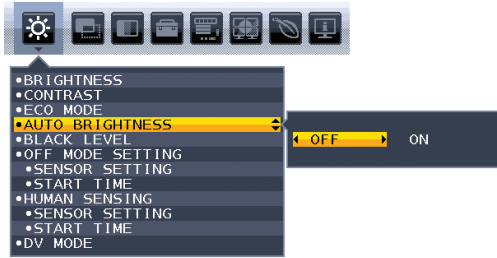 •BRIGHTNESS
•CONTRAST
•ECO MODE
•AUTO BRIGHTNESS
OFF ON
•BLACK LEVEL
•OFF MODE SETTING
•SENSOR SETTING
•START TIME
•HUMAN SENSING
•SENSOR SETTING
•START TIME
•DV MODE